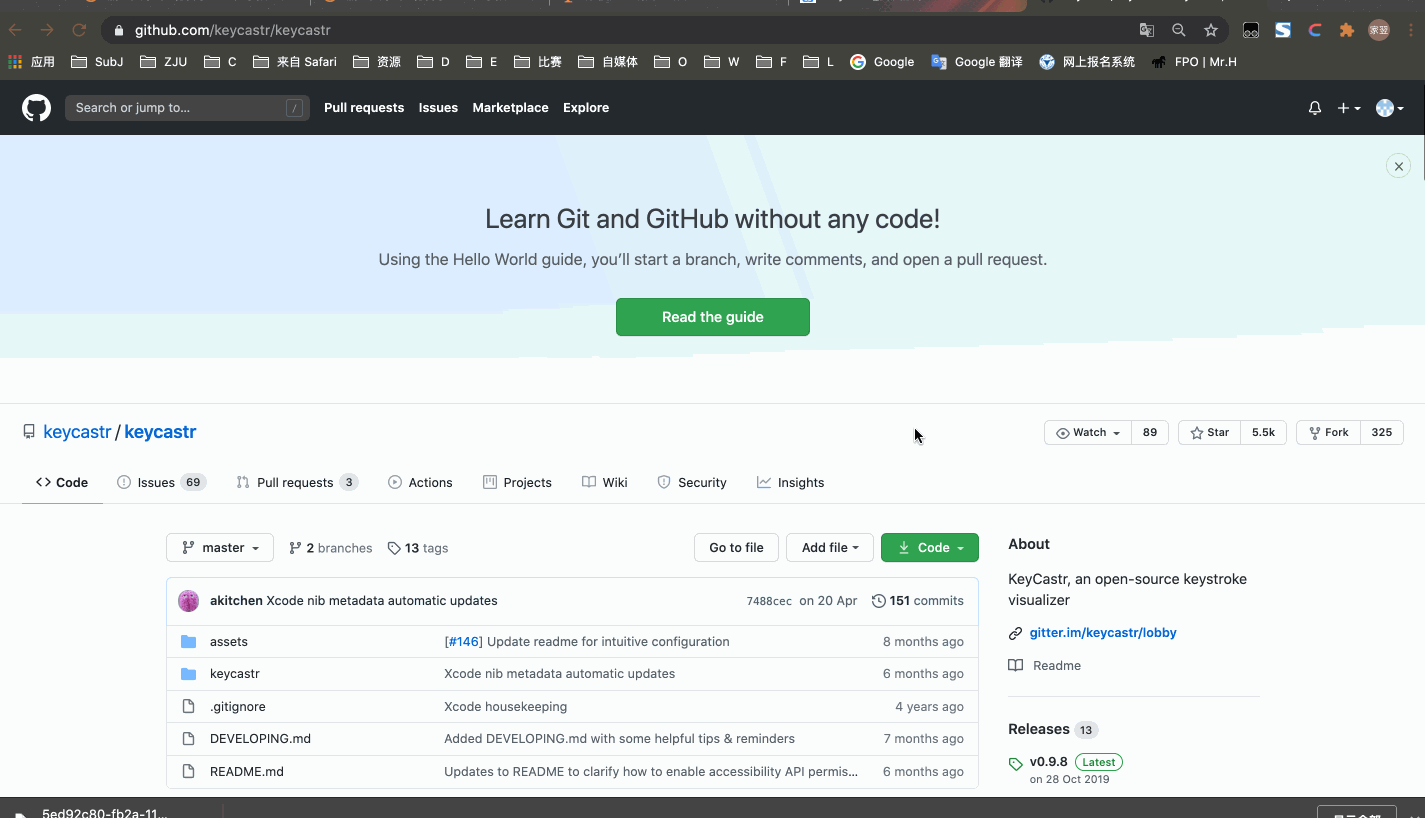 github.com/keycastr/keycastr
家翌
应用 SubJ ZJU C 来自 Safari 资源 D E 比赛 自媒体 O W F L Google Google 翻译 网上报名系统 FPO | Mr.H
Search or jump to… / Pull requests Issues Marketplace Explore
Learn Git and GitHub without any code!
Using the Hello World guide, you’ll start a branch, write comments, and open a pull request.
Read the guide
keycastr / keycastr
Watch 89 Star 5.5k Fork 325
Code Issues 69 Pull requests 3 Actions Projects Wiki Security Insights
master 2 branches 13 tags Go to file Add file Code
akitchen Xcode nib metadata automatic updates 7488cec on 20 Apr 151 commits
assets [#146] Update readme for intuitive configuration 8 months ago
keycastr Xcode nib metadata automatic updates 6 months ago
.gitignore Xcode housekeeping 4 years ago
DEVELOPING.md Added DEVELOPING.md with some helpful tips & reminders 7 months ago
README.md Updates to README to clarify how to enable accessibility API permis… 6 months ago
About
KeyCastr, an open-source keystroke
visualizer
gitter.im/keycastr/lobby
Readme
Releases 13
v0.9.8 Latest
on 28 Oct 2019
5ed92c80-fb2a-11...